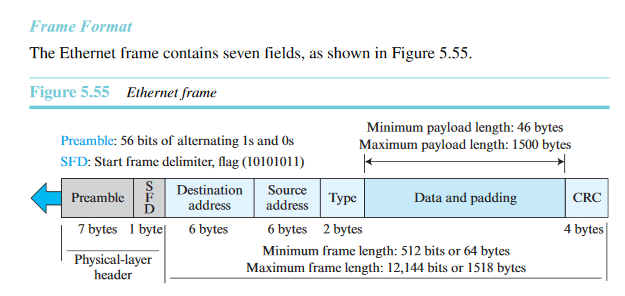 Frame Format
The Ethernet frame contains seven fields, as shown in Figure 5.55.
Figure 5.55 Ethernet frame
Preamble: 56 bits of alternating 1s and 0s
SFD: Start frame delimiter, flag (10101011)
Minimum payload length: 46 bytes
Maximum payload length: 1500 bytes
Preamble
S
F
D
Destination
address
Source
address
Type
Data and padding
CRC
7 bytes 1 byte 6 bytes 6 bytes 2 bytes 4 bytes
Physical-layer
header
Minimum frame length: 512 bits or 64 bytes
Maximum frame length: 12,144 bits or 1518 bytes